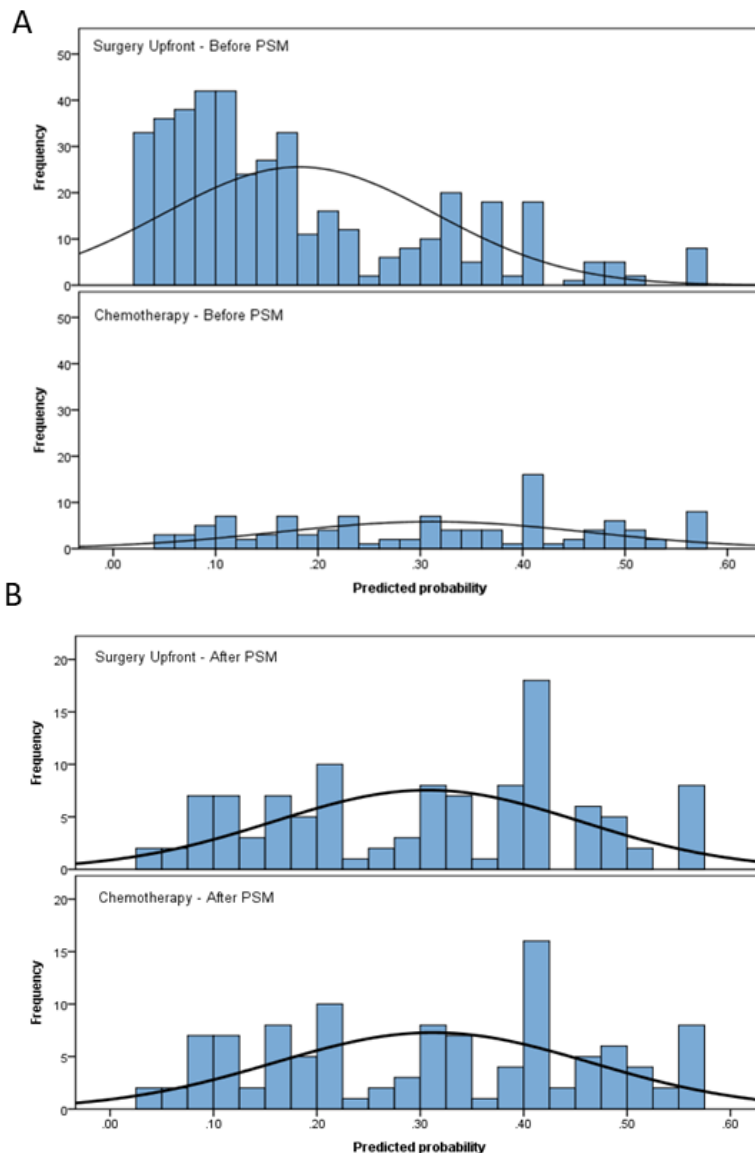 A
Surgery Upfront - Before PSM
50
40
30
20
10
0
Frequency
Chemotherapy - Before PSM
50
40
30
20
10
0
Frequency
.00 .10 .20 .30 .40 .50 .60
Predicted probability
B
Surgery Upfront - After PSM
20
15
10
5
0
Frequency
Chemotherapy - After PSM
20
15
10
5
0
Frequency
.00 .10 .20 .30 .40 .50 .60
Predicted probability